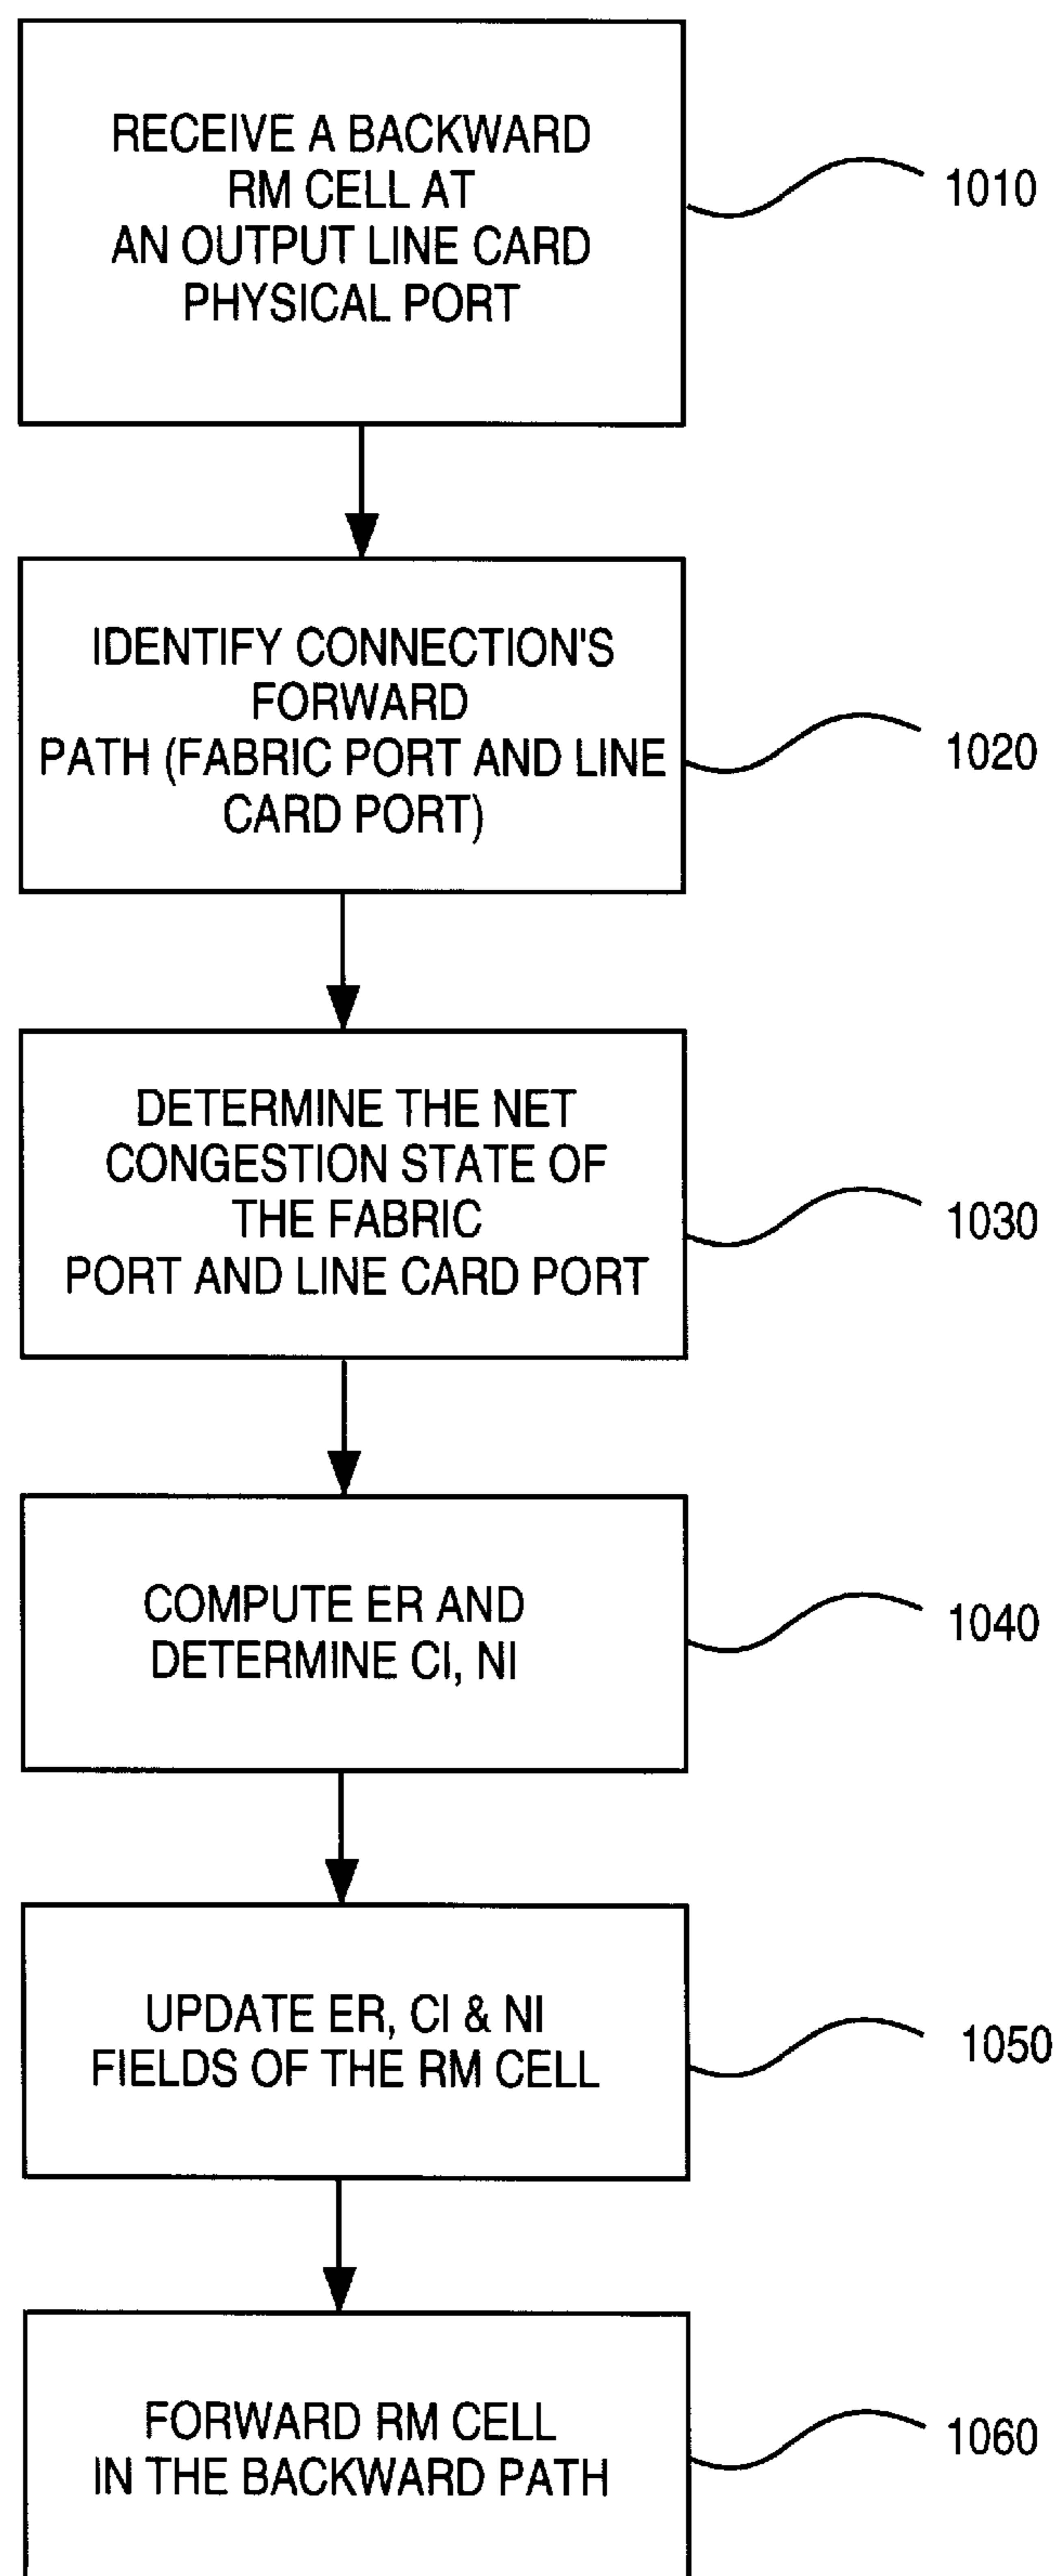 RECEIVE A BACKWARD
RM CELL AT
AN OUTPUT LINE CARD
PHYSICAL PORT
1010
IDENTIFY CONNECTION'S
FORWARD
PATH (FABRIC PORT AND LINE
CARD PORT)
1020
DETERMINE THE NET
CONGESTION STATE OF
THE FABRIC
PORT AND LINE CARD PORT
1030
COMPUTE ER AND
DETERMINE CI, NI
1040
UPDATE ER, CI & NI
FIELDS OF THE RM CELL
1050
FORWARD RM CELL
IN THE BACKWARD PATH
1060